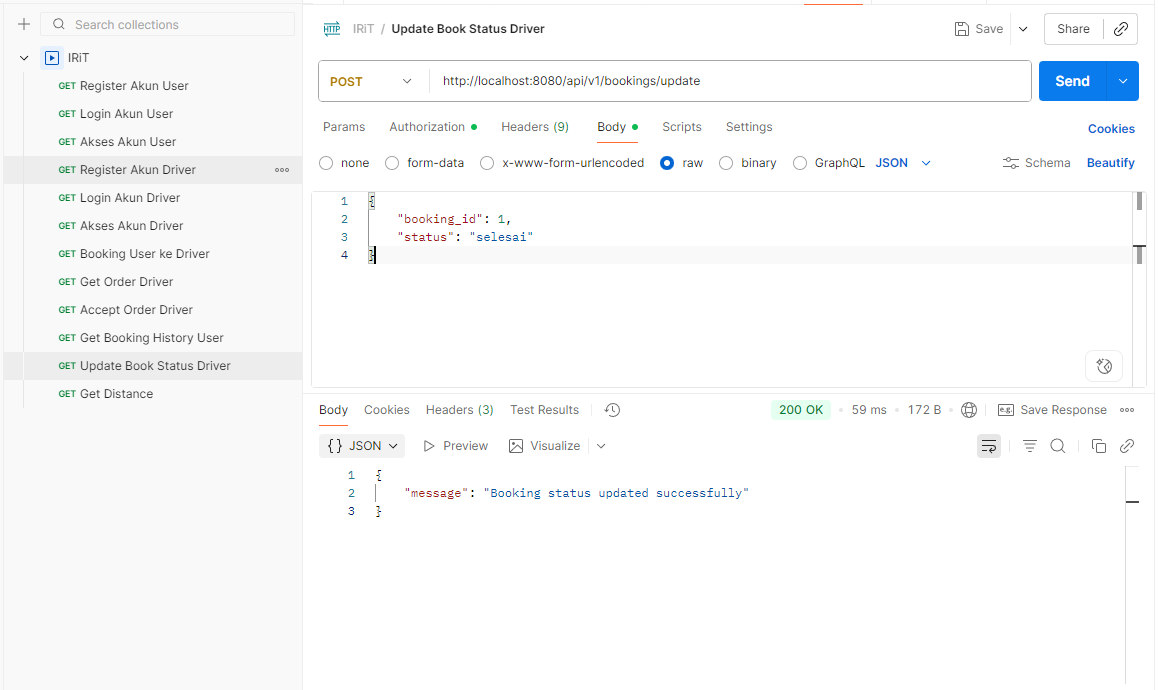 Search collections
IRiT
GET Register Akun User
GET Login Akun User
GET Akses Akun User
GET Register Akun Driver
GET Login Akun Driver
GET Akses Akun Driver
GET Booking User ke Driver
GET Get Order Driver
GET Accept Order Driver
GET Get Booking History User
GET Update Book Status Driver
GET Get Distance
HTTP IRiT / Update Book Status Driver Save Share
POST http://localhost:8080/api/v1/bookings/update Send
Params Authorization Headers (9) Body Scripts Settings Cookies
none form-data x-www-form-urlencoded raw binary GraphQL JSON Schema Beautify
1 {
2 "booking_id": 1,
3 "status": "selesai"
4 }
Body Cookies Headers (3) Test Results 200 OK 59 ms 172 B e.g. Save Response
{} JSON Preview Visualize
1 {
2 "message": "Booking status updated successfully"
3 }